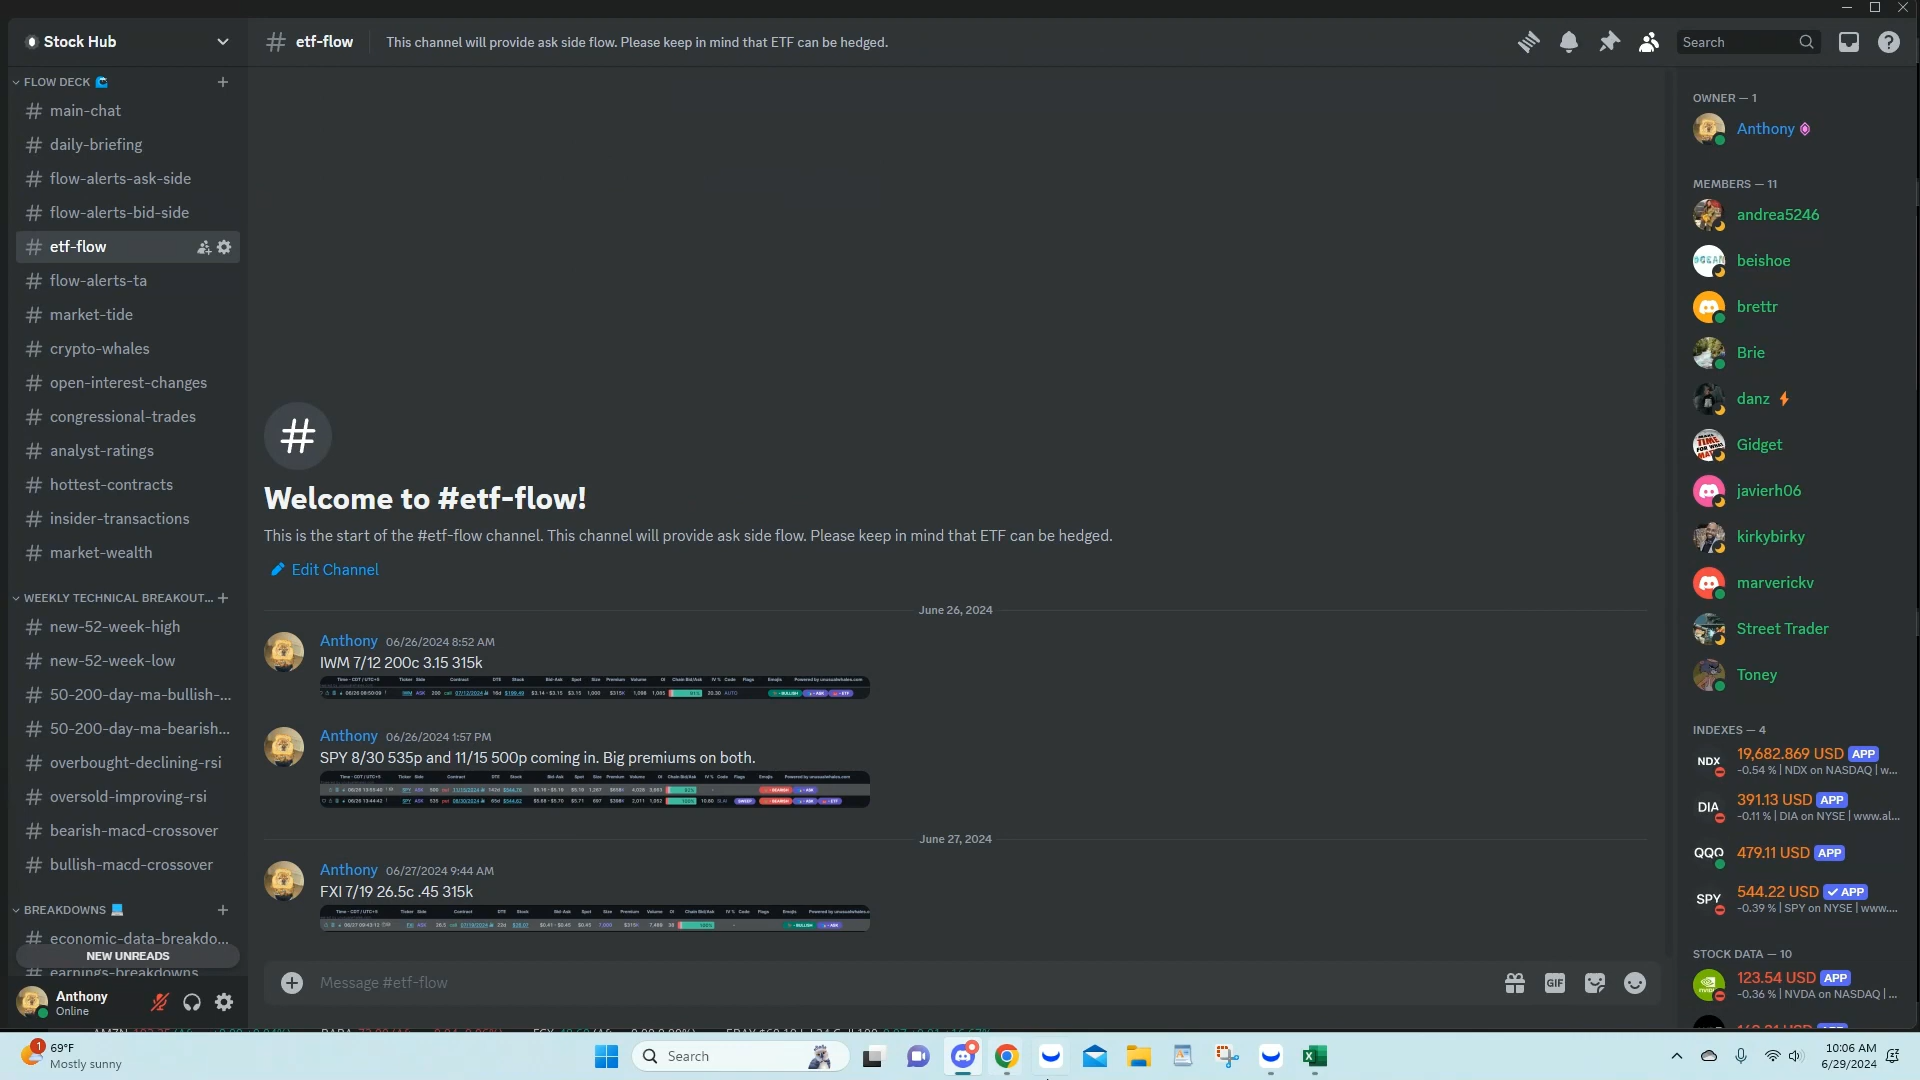 Stock Hub
etf-flow
This channel will provide ask side flow. Please keep in mind that ETF can be hedged.
Search
FLOW DECK
main-chat
daily-briefing
flow-alerts-ask-side
flow-alerts-bid-side
etf-flow
flow-alerts-ta
market-tide
crypto-whales
open-interest-changes
congressional-trades
analyst-ratings
hottest-contracts
insider-transactions
market-wealth
WEEKLY TECHNICAL BREAKOUT...
new-52-week-high
new-52-week-low
50-200-day-ma-bullish-...
50-200-day-ma-bearish...
overbought-declining-rsi
oversold-improving-rsi
bearish-macd-crossover
bullish-macd-crossover
BREAKDOWNS
economic-data-breakdo...
NEW UNREADS
earnings-breakdowns
Anthony
Online
Welcome to #etf-flow!
This is the start of the #etf-flow channel. This channel will provide ask side flow. Please keep in mind that ETF can be hedged.
Edit Channel
June 26, 2024
Anthony 06/26/2024 8:52 AM
IWM 7/12 200c 3.15 315k
Anthony 06/26/2024 1:57 PM
SPY 8/30 535p and 11/15 500p coming in. Big premiums on both.
June 27, 2024
Anthony 06/27/2024 9:44 AM
FXI 7/19 26.5c .45 315k
Message #etf-flow
GIF
OWNER — 1
Anthony
MEMBERS — 11
andrea5246
beishoe
brettr
Brie
danz
Gidget
javierh06
kirkybirky
marverickv
Street Trader
Toney
INDEXES — 4
NDX
19,682.869 USD APP
-0.54 % | NDX on NASDAQ | w...
DIA
391.13 USD APP
-0.11 % | DIA on NYSE | www.al...
QQQ
479.11 USD APP
SPY
544.22 USD APP
-0.39 % | SPY on NYSE | www....
STOCK DATA — 10
123.54 USD APP
-0.36 % | NVDA on NASDAQ | ...
1
69°F
Mostly sunny
Search
10:06 AM
6/29/2024